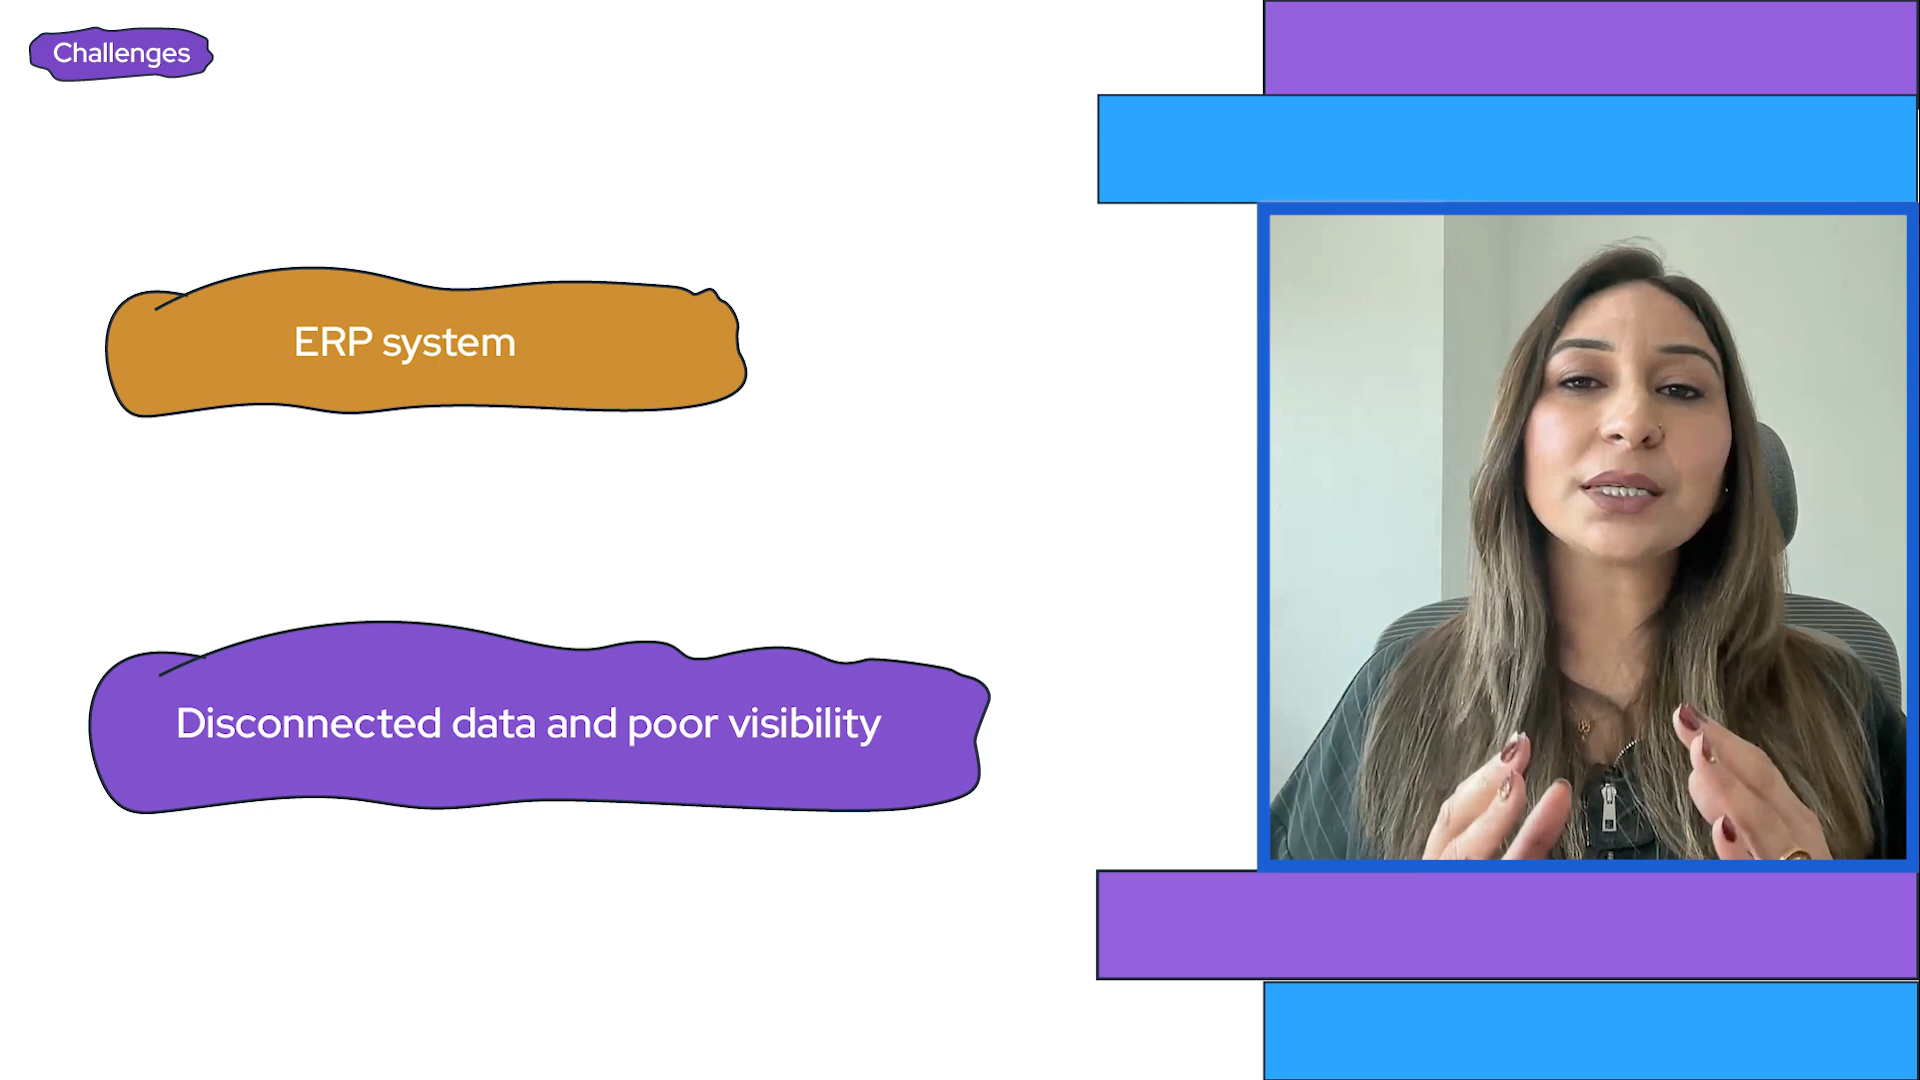 Challenges
ERP system
Disconnected data and poor visibility